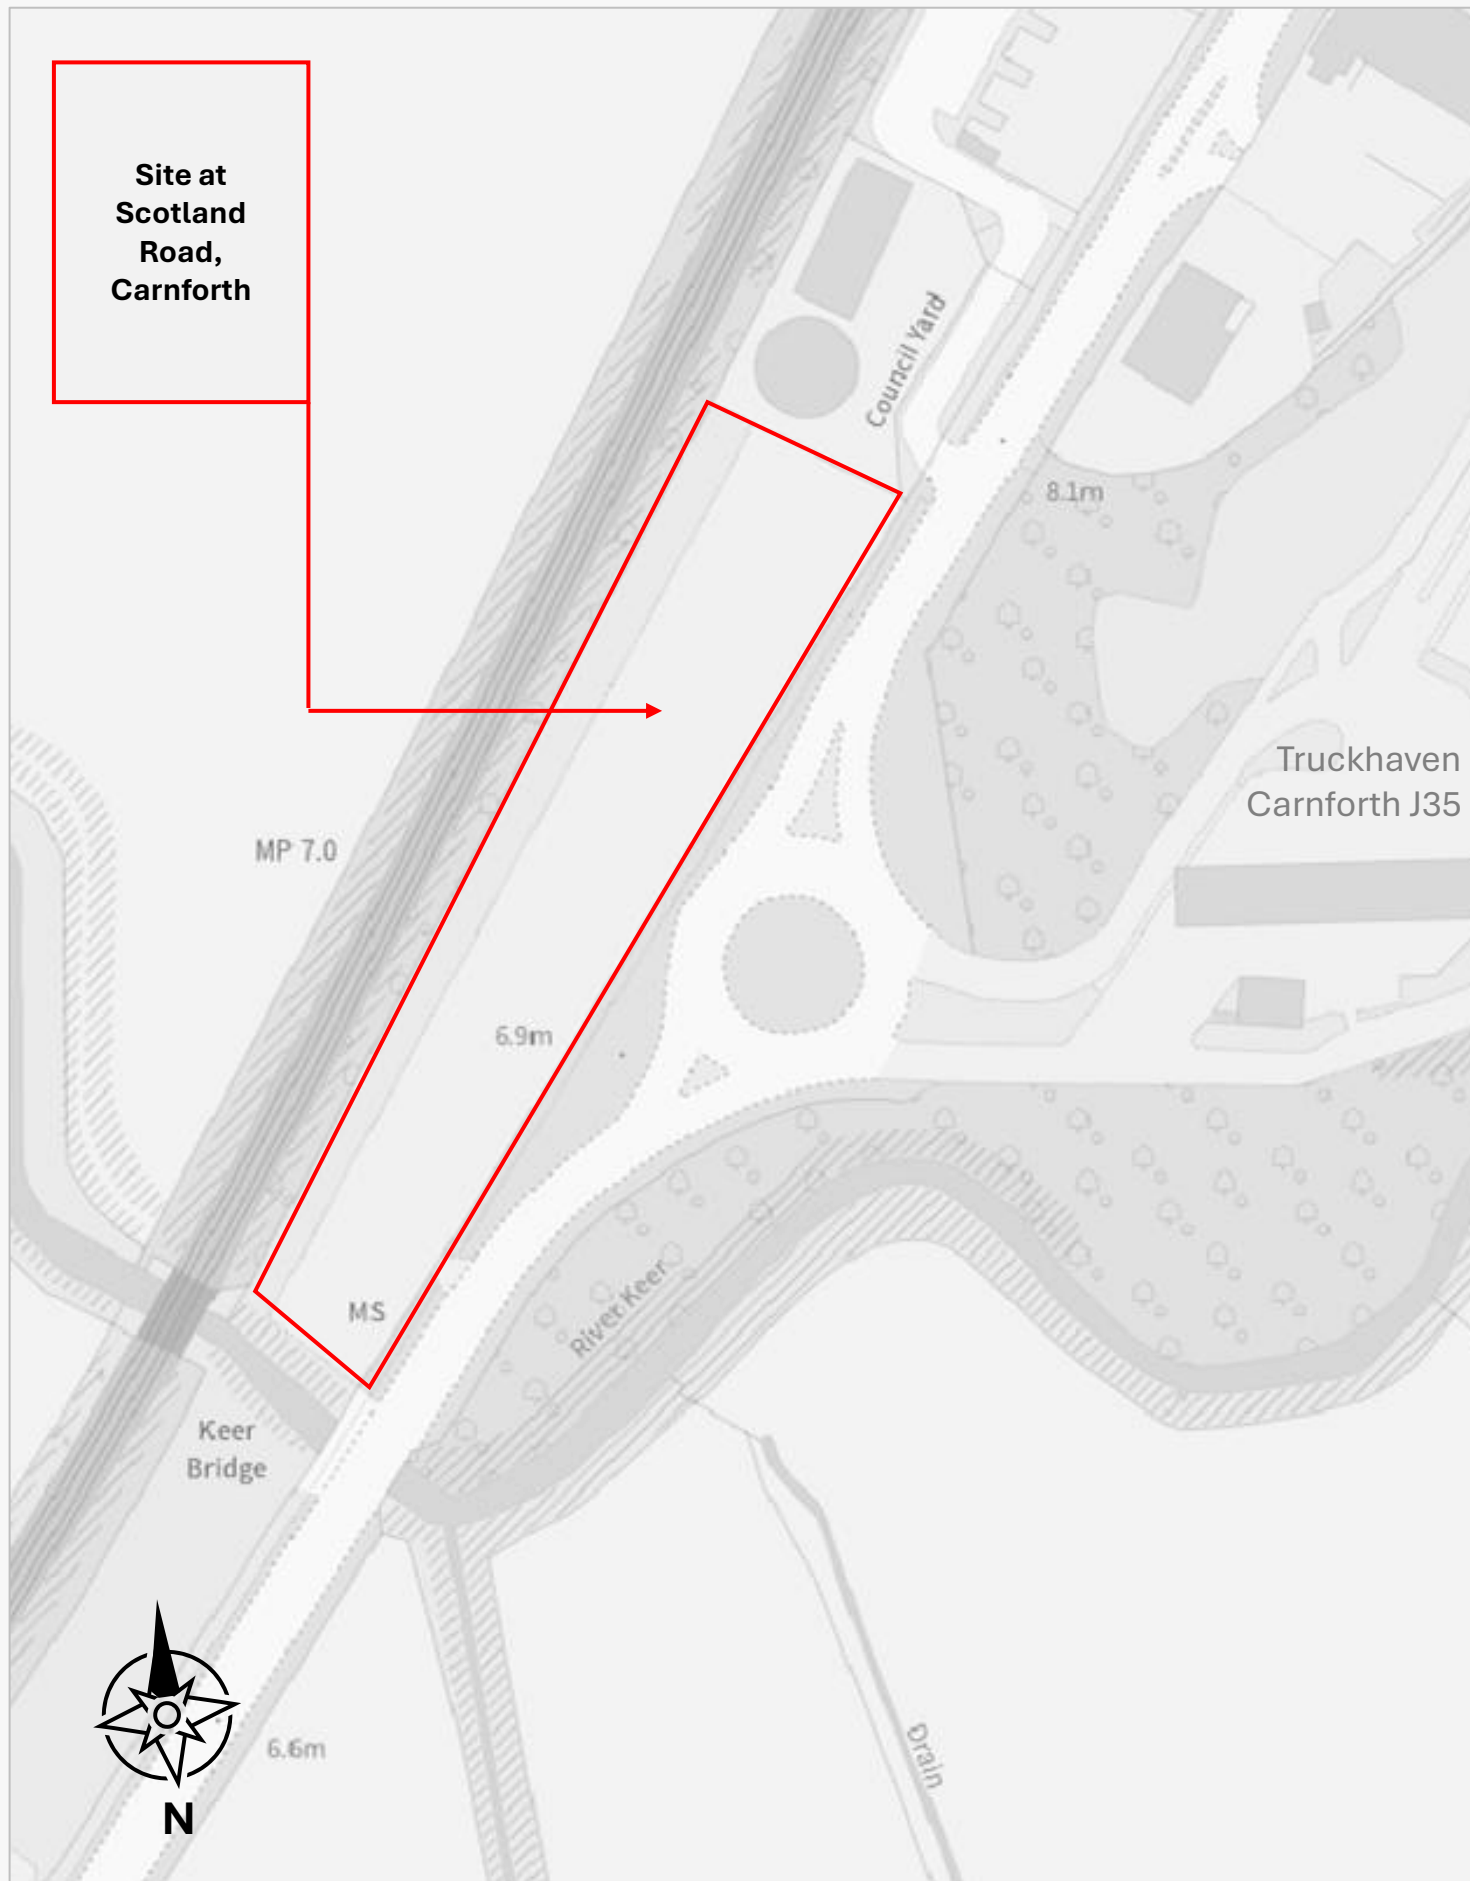 Site at
Scotland
Road,
Carnforth
Council Yard
8.1m
Truckhaven
Carnforth J35
MP 7.0
6.9m
MS
River Keer
Keer
Bridge
6.6m
Drain
N